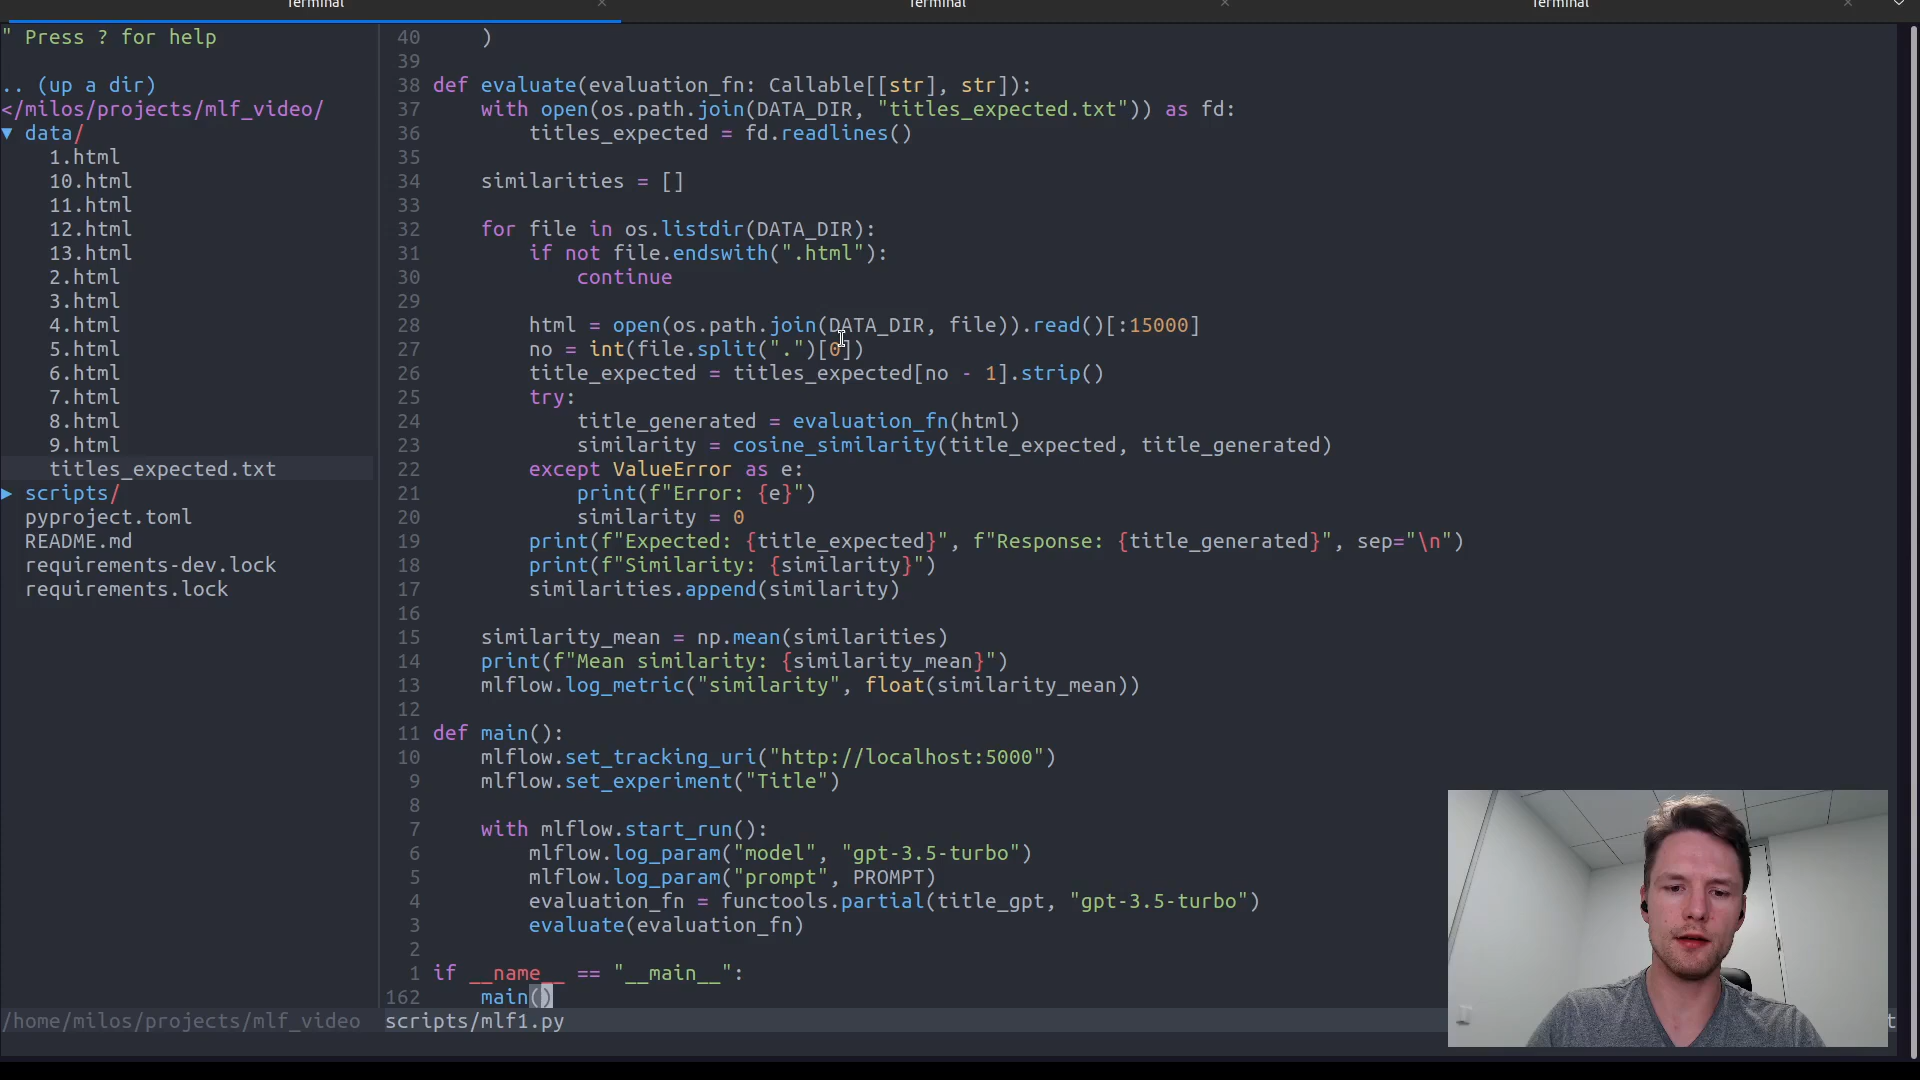 Terminal × Terminal × Terminal ×
" Press ? for help
.. (up a dir)
</milos/projects/mlf_video/
▼ data/
1.html
10.html
11.html
12.html
13.html
2.html
3.html
4.html
5.html
6.html
7.html
8.html
9.html
titles_expected.txt
▶ scripts/
pyproject.toml
README.md
requirements-dev.lock
requirements.lock
40     )
39
38 def evaluate(evaluation_fn: Callable[[str], str]):
37     with open(os.path.join(DATA_DIR, "titles_expected.txt")) as fd:
36         titles_expected = fd.readlines()
35
34     similarities = []
33
32     for file in os.listdir(DATA_DIR):
31         if not file.endswith(".html"):
30             continue
29
28         html = open(os.path.join(DATA_DIR, file)).read()[:15000]
27         no = int(file.split(".")[0])
26         title_expected = titles_expected[no - 1].strip()
25         try:
24             title_generated = evaluation_fn(html)
23             similarity = cosine_similarity(title_expected, title_generated)
22         except ValueError as e:
21             print(f"Error: {e}")
20             similarity = 0
19         print(f"Expected: {title_expected}", f"Response: {title_generated}", sep="\n")
18         print(f"Similarity: {similarity}")
17         similarities.append(similarity)
16
15     similarity_mean = np.mean(similarities)
14     print(f"Mean similarity: {similarity_mean}")
13     mlflow.log_metric("similarity", float(similarity_mean))
12
11 def main():
10     mlflow.set_tracking_uri("http://localhost:5000")
9     mlflow.set_experiment("Title")
8
7     with mlflow.start_run():
6         mlflow.log_param("model", "gpt-3.5-turbo")
5         mlflow.log_param("prompt", PROMPT)
4         evaluation_fn = functools.partial(title_gpt, "gpt-3.5-turbo")
3         evaluate(evaluation_fn)
2
1 if __name__ == "__main__":
162     main()
/home/milos/projects/mlf_video scripts/mlf1.py t